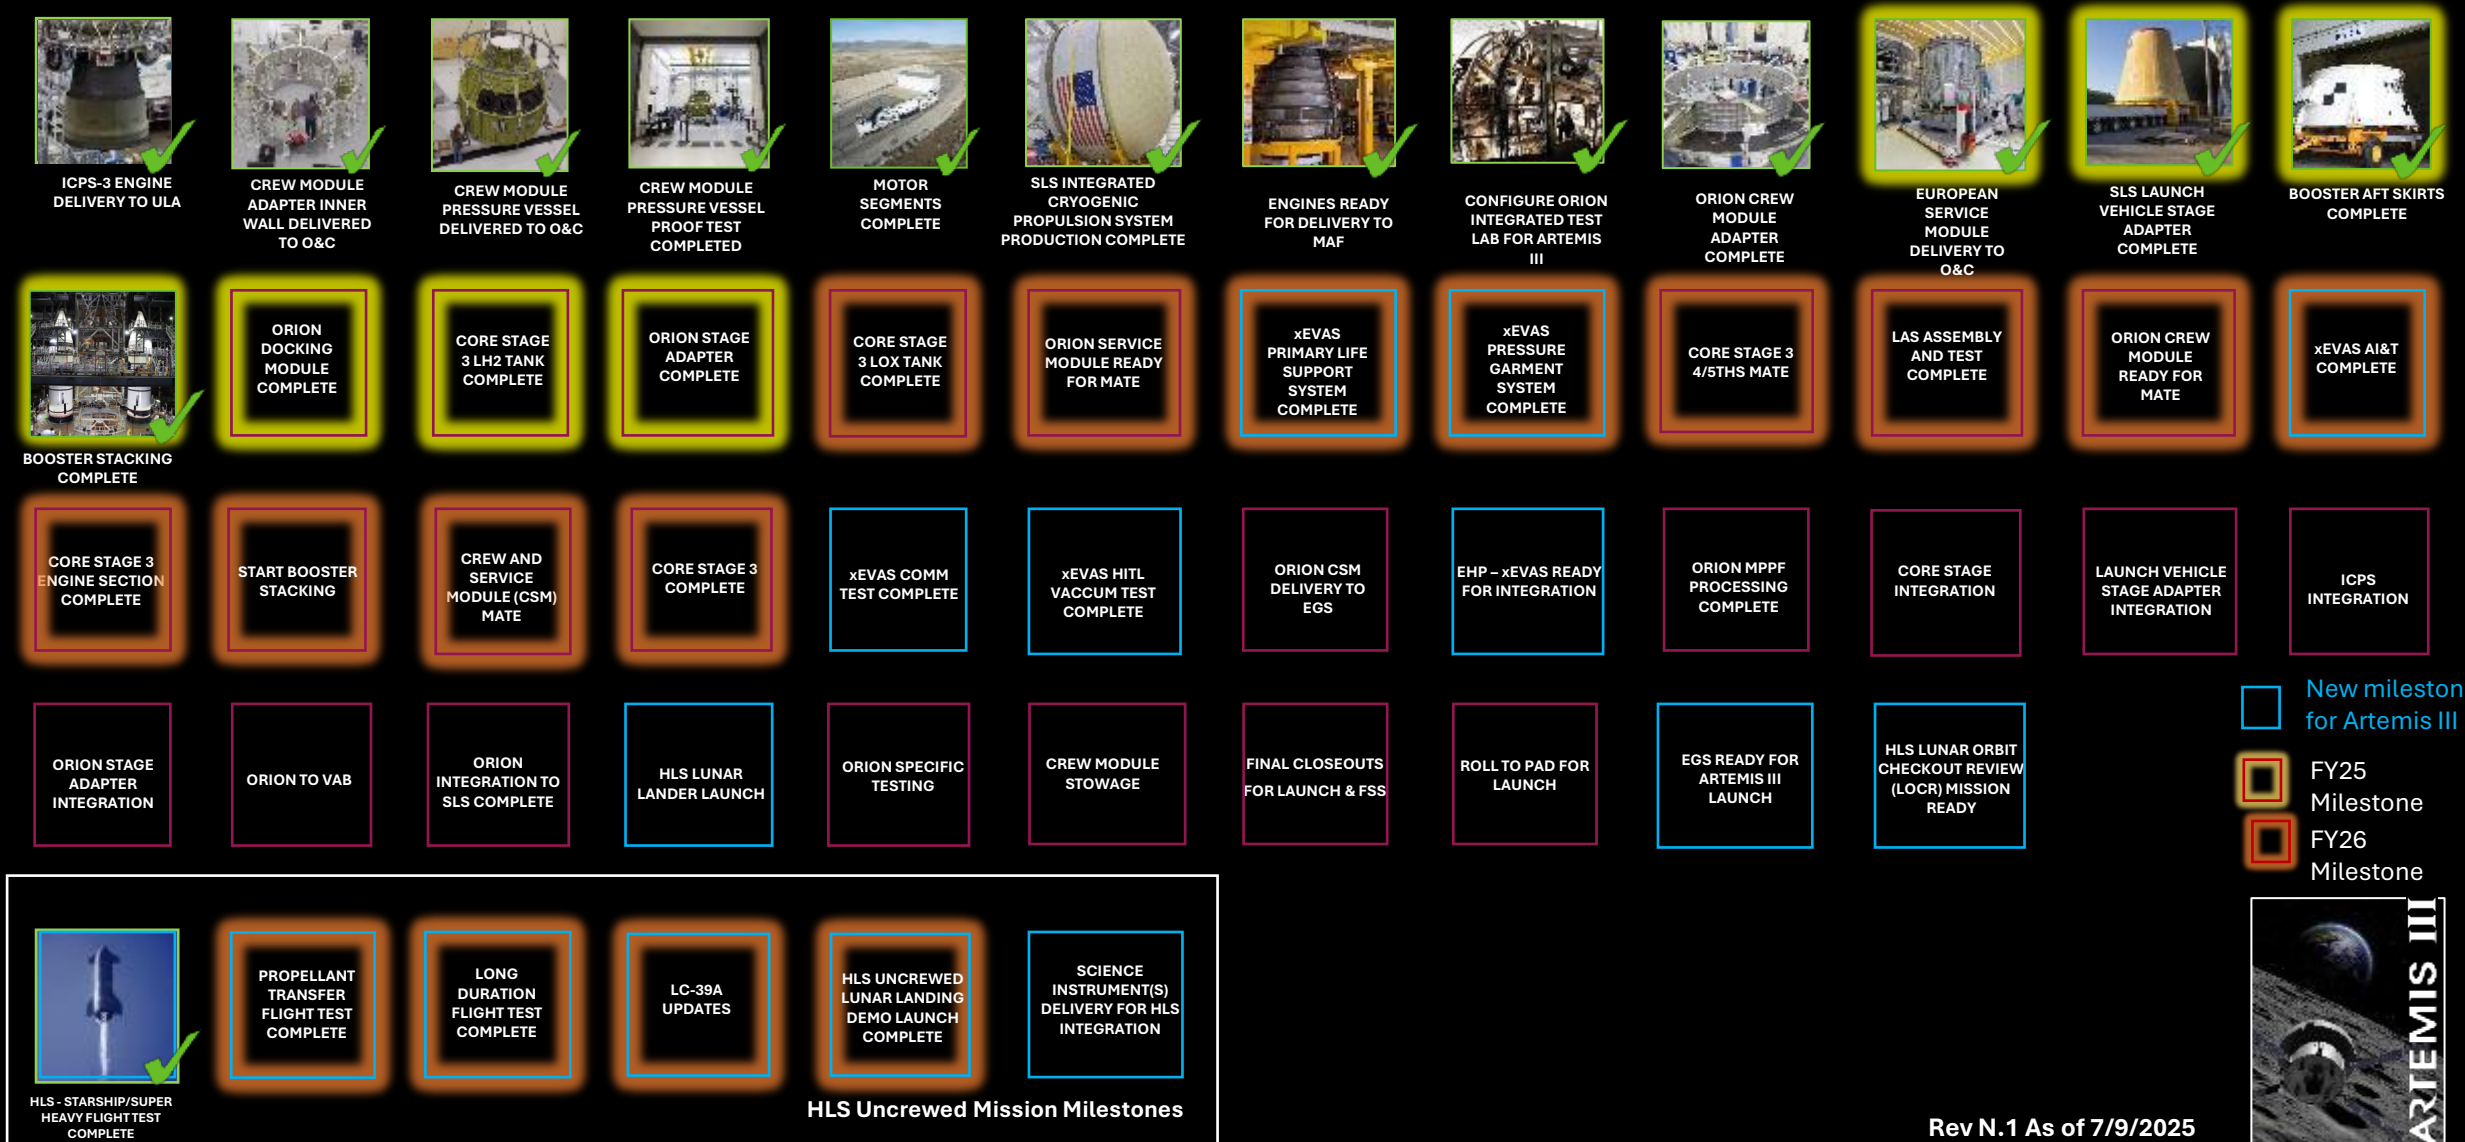 ICPS-3 ENGINE
DELIVERY TO ULA
CREW MODULE
ADAPTER INNER
WALL DELIVERED
TO O&C
CREW MODULE
PRESSURE VESSEL
DELIVERED TO O&C
CREW MODULE
PRESSURE VESSEL
PROOF TEST
COMPLETED
MOTOR
SEGMENTS
COMPLETE
SLS INTEGRATED
CRYOGENIC
PROPULSION SYSTEM
PRODUCTION COMPLETE
ENGINES READY
FOR DELIVERY TO
MAF
CONFIGURE ORION
INTEGRATED TEST
LAB FOR ARTEMIS
III
ORION CREW
MODULE
ADAPTER
COMPLETE
EUROPEAN
SERVICE
MODULE
DELIVERY TO
O&C
SLS LAUNCH
VEHICLE STAGE
ADAPTER
COMPLETE
BOOSTER AFT SKIRTS
COMPLETE
BOOSTER STACKING
COMPLETE
ORION
DOCKING
MODULE
COMPLETE
CORE STAGE
3 LH2 TANK
COMPLETE
ORION STAGE
ADAPTER
COMPLETE
CORE STAGE
3 LOX TANK
COMPLETE
ORION SERVICE
MODULE READY
FOR MATE
xEVAS
PRIMARY LIFE
SUPPORT
SYSTEM
COMPLETE
xEVAS
PRESSURE
GARMENT
SYSTEM
COMPLETE
CORE STAGE 3
4/5THS MATE
LAS ASSEMBLY
AND TEST
COMPLETE
ORION CREW
MODULE
READY FOR
MATE
xEVAS AI&T
COMPLETE
CORE STAGE 3
ENGINE SECTION
COMPLETE
START BOOSTER
STACKING
CREW AND
SERVICE
MODULE (CSM)
MATE
CORE STAGE 3
COMPLETE
xEVAS COMM
TEST COMPLETE
xEVAS HITL
VACCUM TEST
COMPLETE
ORION CSM
DELIVERY TO
EGS
EHP – xEVAS READY
FOR INTEGRATION
ORION MPPF
PROCESSING
COMPLETE
CORE STAGE
INTEGRATION
LAUNCH VEHICLE
STAGE ADAPTER
INTEGRATION
ICPS
INTEGRATION
ORION STAGE
ADAPTER
INTEGRATION
ORION TO VAB
ORION
INTEGRATION TO
SLS COMPLETE
HLS LUNAR
LANDER LAUNCH
ORION SPECIFIC
TESTING
CREW MODULE
STOWAGE
FINAL CLOSEOUTS
FOR LAUNCH & FSS
ROLL TO PAD FOR
LAUNCH
EGS READY FOR
ARTEMIS III
LAUNCH
HLS LUNAR ORBIT
CHECKOUT REVIEW
(LOCR) MISSION
READY
New mileston
for Artemis III
FY25
Milestone
FY26
Milestone
HLS - STARSHIP/SUPER
HEAVY FLIGHT TEST
COMPLETE
PROPELLANT
TRANSFER
FLIGHT TEST
COMPLETE
LONG
DURATION
FLIGHT TEST
COMPLETE
LC-39A
UPDATES
HLS UNCREWED
LUNAR LANDING
DEMO LAUNCH
COMPLETE
SCIENCE
INSTRUMENT(S)
DELIVERY FOR HLS
INTEGRATION
HLS Uncrewed Mission Milestones
Rev N.1 As of 7/9/2025
ARTEMIS III